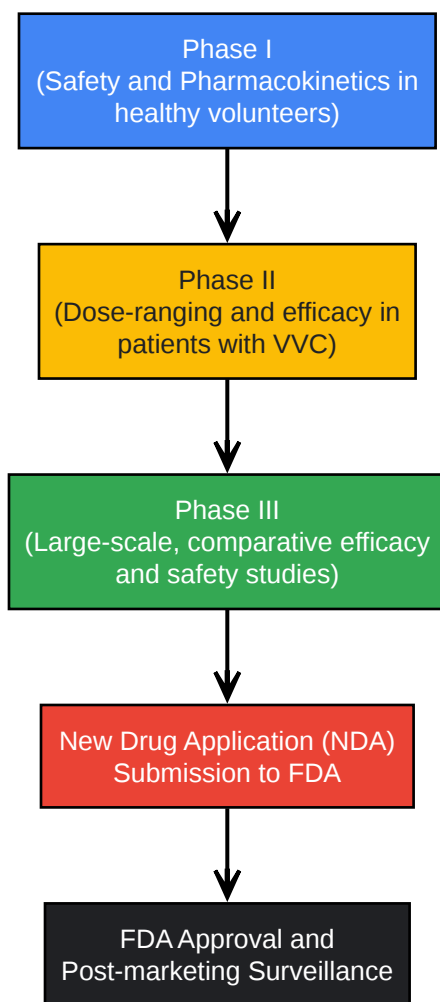 Phase I
(Safety and Pharmacokinetics in
healthy volunteers)
Phase II
(Dose-ranging and efficacy in
patients with VVC)
Phase III
(Large-scale, comparative efficacy
and safety studies)
New Drug Application (NDA)
Submission to FDA
FDA Approval and
Post-marketing Surveillance